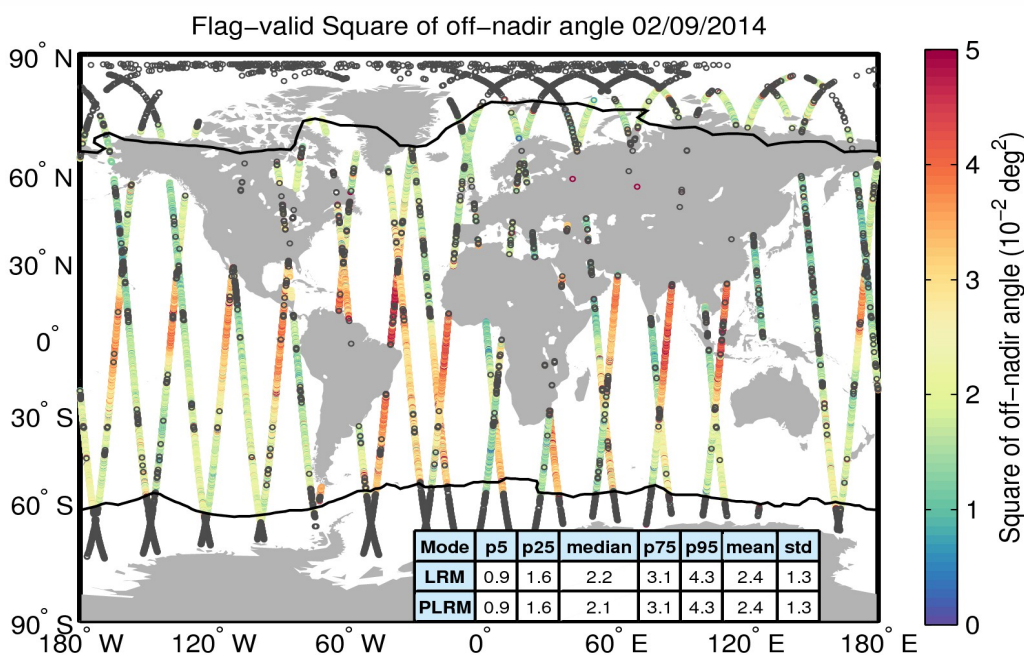 Flag−valid Square of off−nadir angle 02/09/2014
90° N
60° N
30° N
0°
30° S
60° S
90° S
180° W
120° W
60° W
0°
60° E
120° E
180° E
Mode p5 p25 median p75 p95 mean std
LRM 0.9 1.6 2.2 3.1 4.3 2.4 1.3
PLRM 0.9 1.6 2.1 3.1 4.3 2.4 1.3
5
4
3
2
1
0
Square of off−nadir angle (10⁻² deg²)